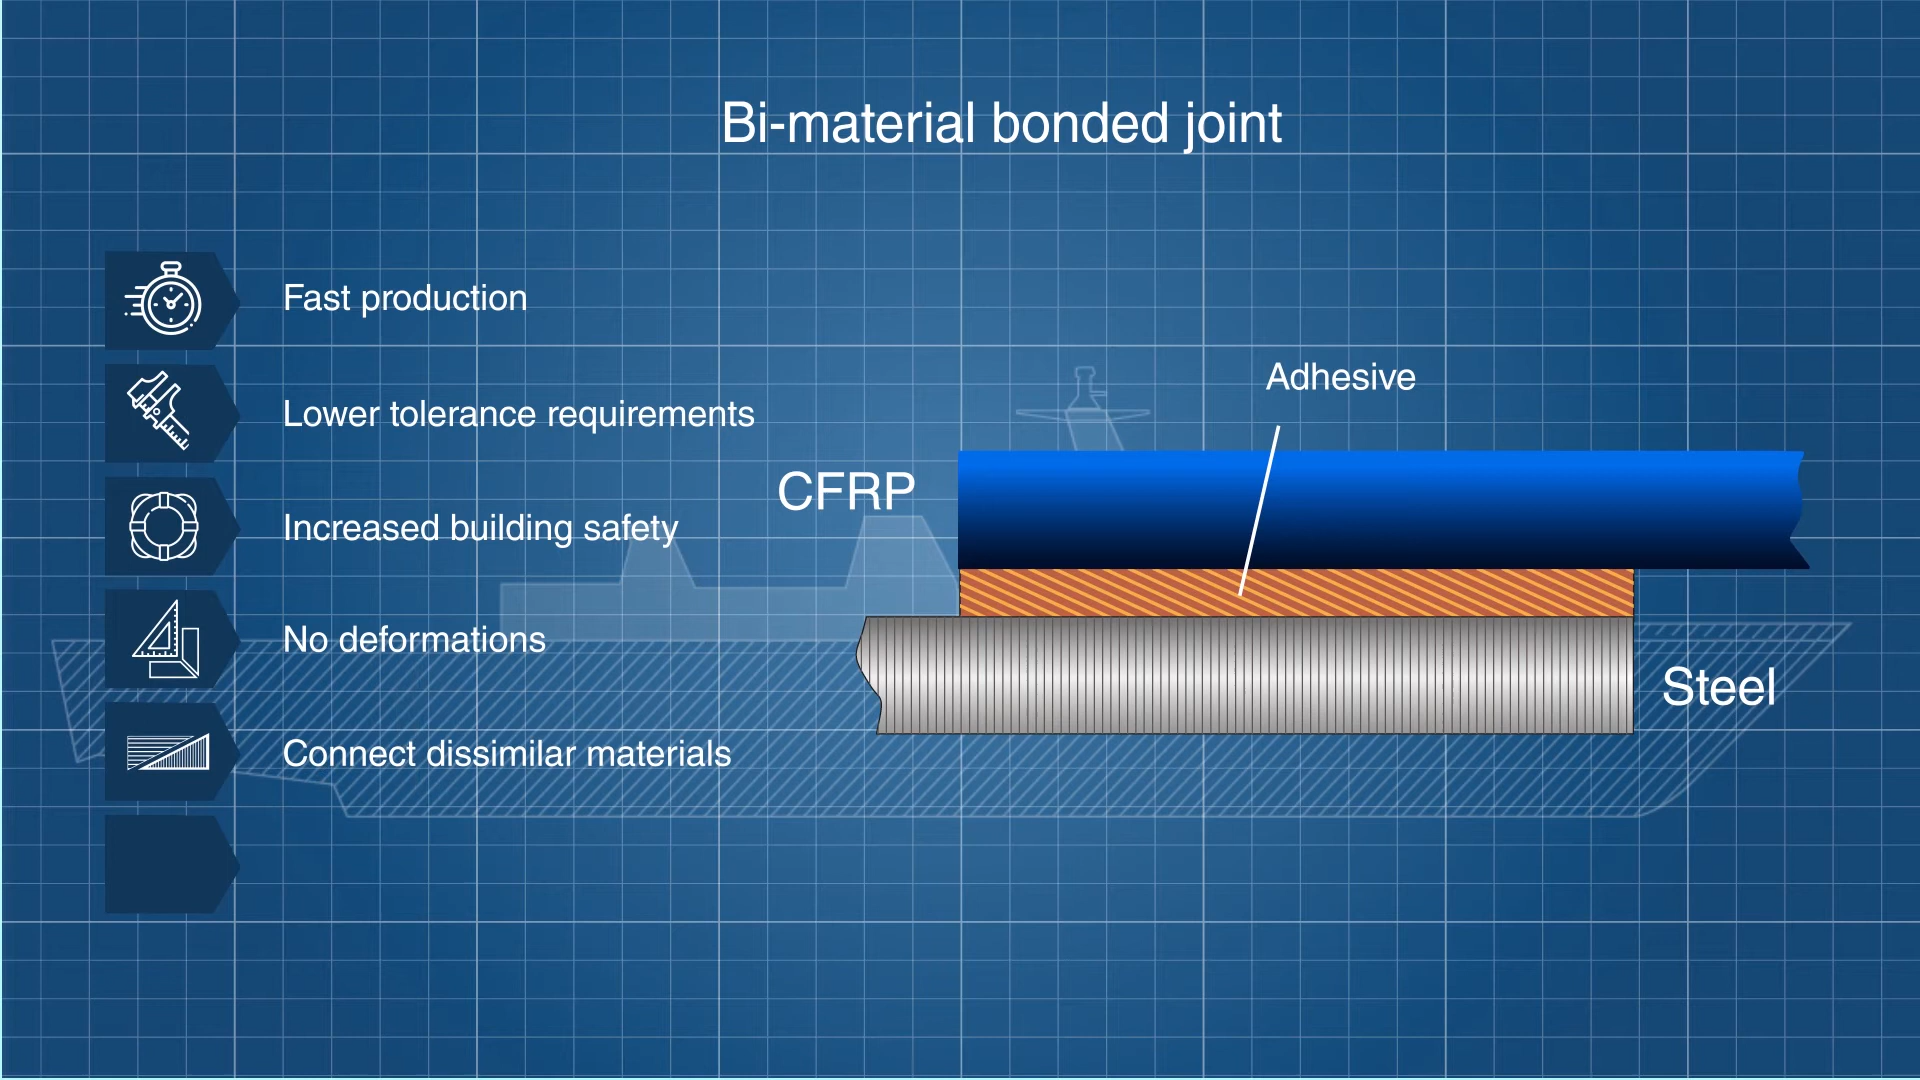 Bi-material bonded joint
Fast production
Lower tolerance requirements
Increased building safety
No deformations
Connect dissimilar materials
Adhesive
CFRP
Steel